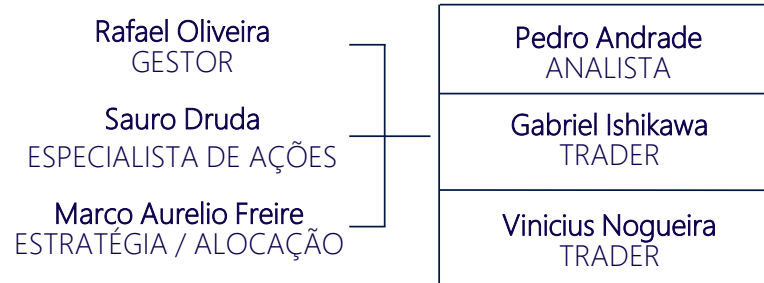 Rafael Oliveira
GESTOR
Sauro Druda
ESPECIALISTA DE AÇÕES
Marco Aurelio Freire
ESTRATÉGIA / ALOCAÇÃO
Pedro Andrade
ANALISTA
Gabriel Ishikawa
TRADER
Vinicius Nogueira
TRADER